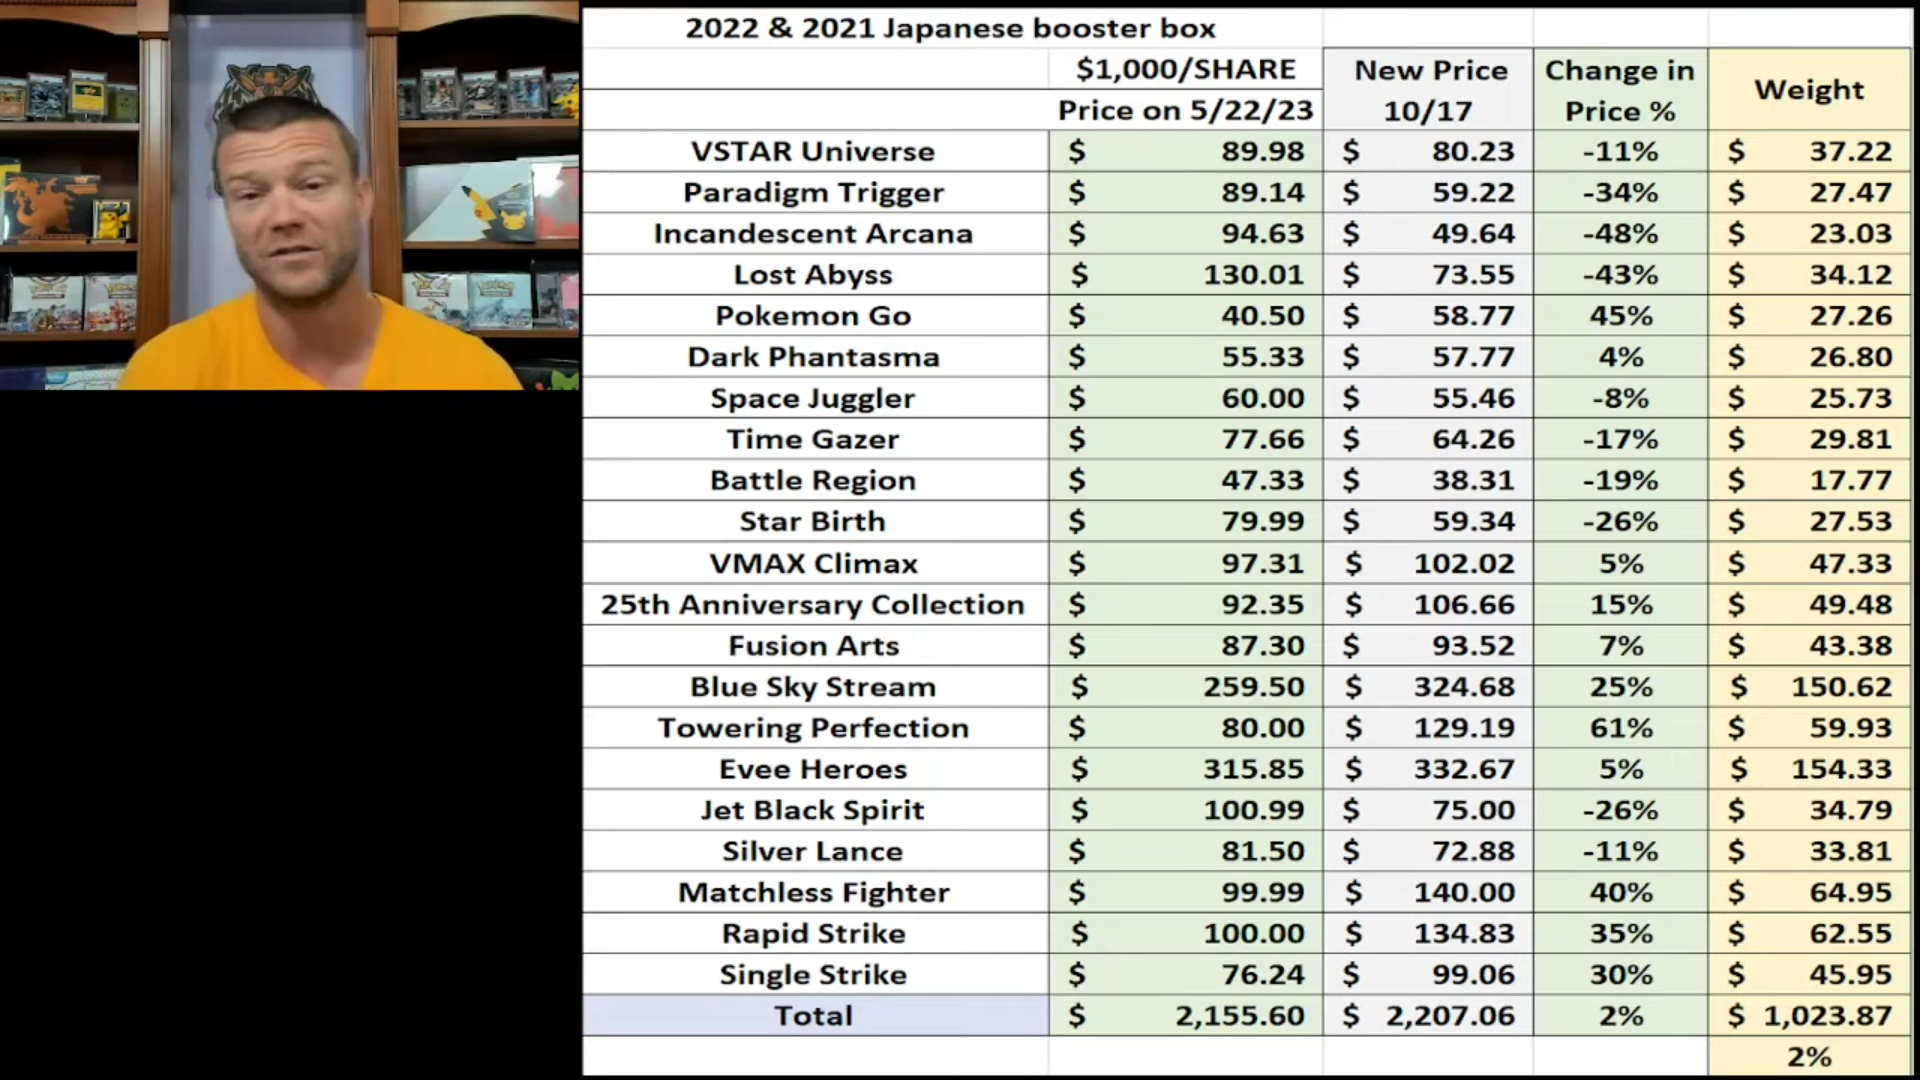 2022 & 2021 Japanese booster box
$1,000/SHARE New Price Change in Weight
Price on 5/22/23 10/17 Price %
VSTAR Universe $ 89.98 $ 80.23 -11% $ 37.22
Paradigm Trigger $ 89.14 $ 59.22 -34% $ 27.47
Incandescent Arcana $ 94.63 $ 49.64 -48% $ 23.03
Lost Abyss $ 130.01 $ 73.55 -43% $ 34.12
Pokemon Go $ 40.50 $ 58.77 45% $ 27.26
Dark Phantasma $ 55.33 $ 57.77 4% $ 26.80
Space Juggler $ 60.00 $ 55.46 -8% $ 25.73
Time Gazer $ 77.66 $ 64.26 -17% $ 29.81
Battle Region $ 47.33 $ 38.31 -19% $ 17.77
Star Birth $ 79.99 $ 59.34 -26% $ 27.53
VMAX Climax $ 97.31 $ 102.02 5% $ 47.33
25th Anniversary Collection $ 92.35 $ 106.66 15% $ 49.48
Fusion Arts $ 87.30 $ 93.52 7% $ 43.38
Blue Sky Stream $ 259.50 $ 324.68 25% $ 150.62
Towering Perfection $ 80.00 $ 129.19 61% $ 59.93
Evee Heroes $ 315.85 $ 332.67 5% $ 154.33
Jet Black Spirit $ 100.99 $ 75.00 -26% $ 34.79
Silver Lance $ 81.50 $ 72.88 -11% $ 33.81
Matchless Fighter $ 99.99 $ 140.00 40% $ 64.95
Rapid Strike $ 100.00 $ 134.83 35% $ 62.55
Single Strike $ 76.24 $ 99.06 30% $ 45.95
Total $ 2,155.60 $ 2,207.06 2% $ 1,023.87
2%